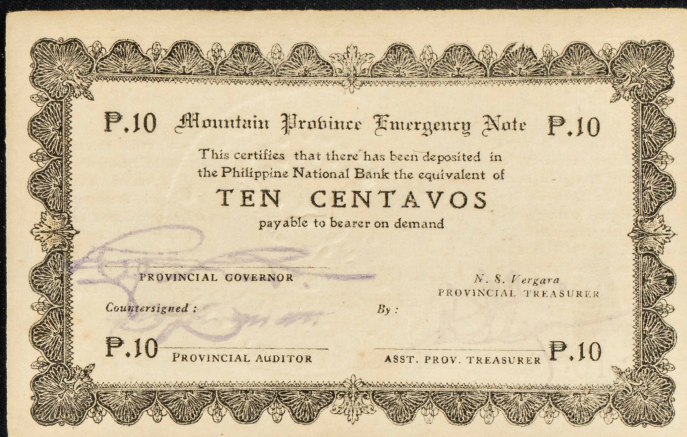 ₱.10 Mountain Province Emergency Note ₱.10
This certifies that there has been deposited in
the Philippine National Bank the equivalent of
TEN CENTAVOS
payable to bearer on demand
PROVINCIAL GOVERNOR
N. S. Vergara
PROVINCIAL TREASURER
Countersigned : By :
₱.10 PROVINCIAL AUDITOR ASST. PROV. TREASURER ₱.10